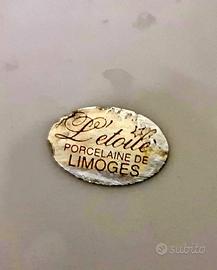 L'etoile
PORCELAINE DE
LIMOGES
subito